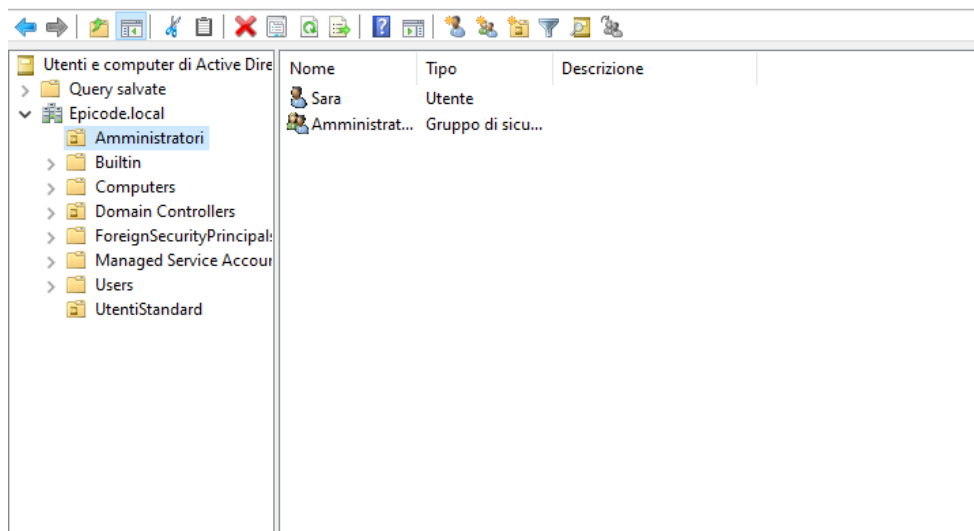 Utenti e computer di Active Dire
Query salvate
Epicode.local
Amministratori
Builtin
Computers
Domain Controllers
ForeignSecurityPrincipal
Managed Service Accour
Users
UtentiStandard
Nome Tipo Descrizione
Sara Utente
Amministrat... Gruppo di sicu...